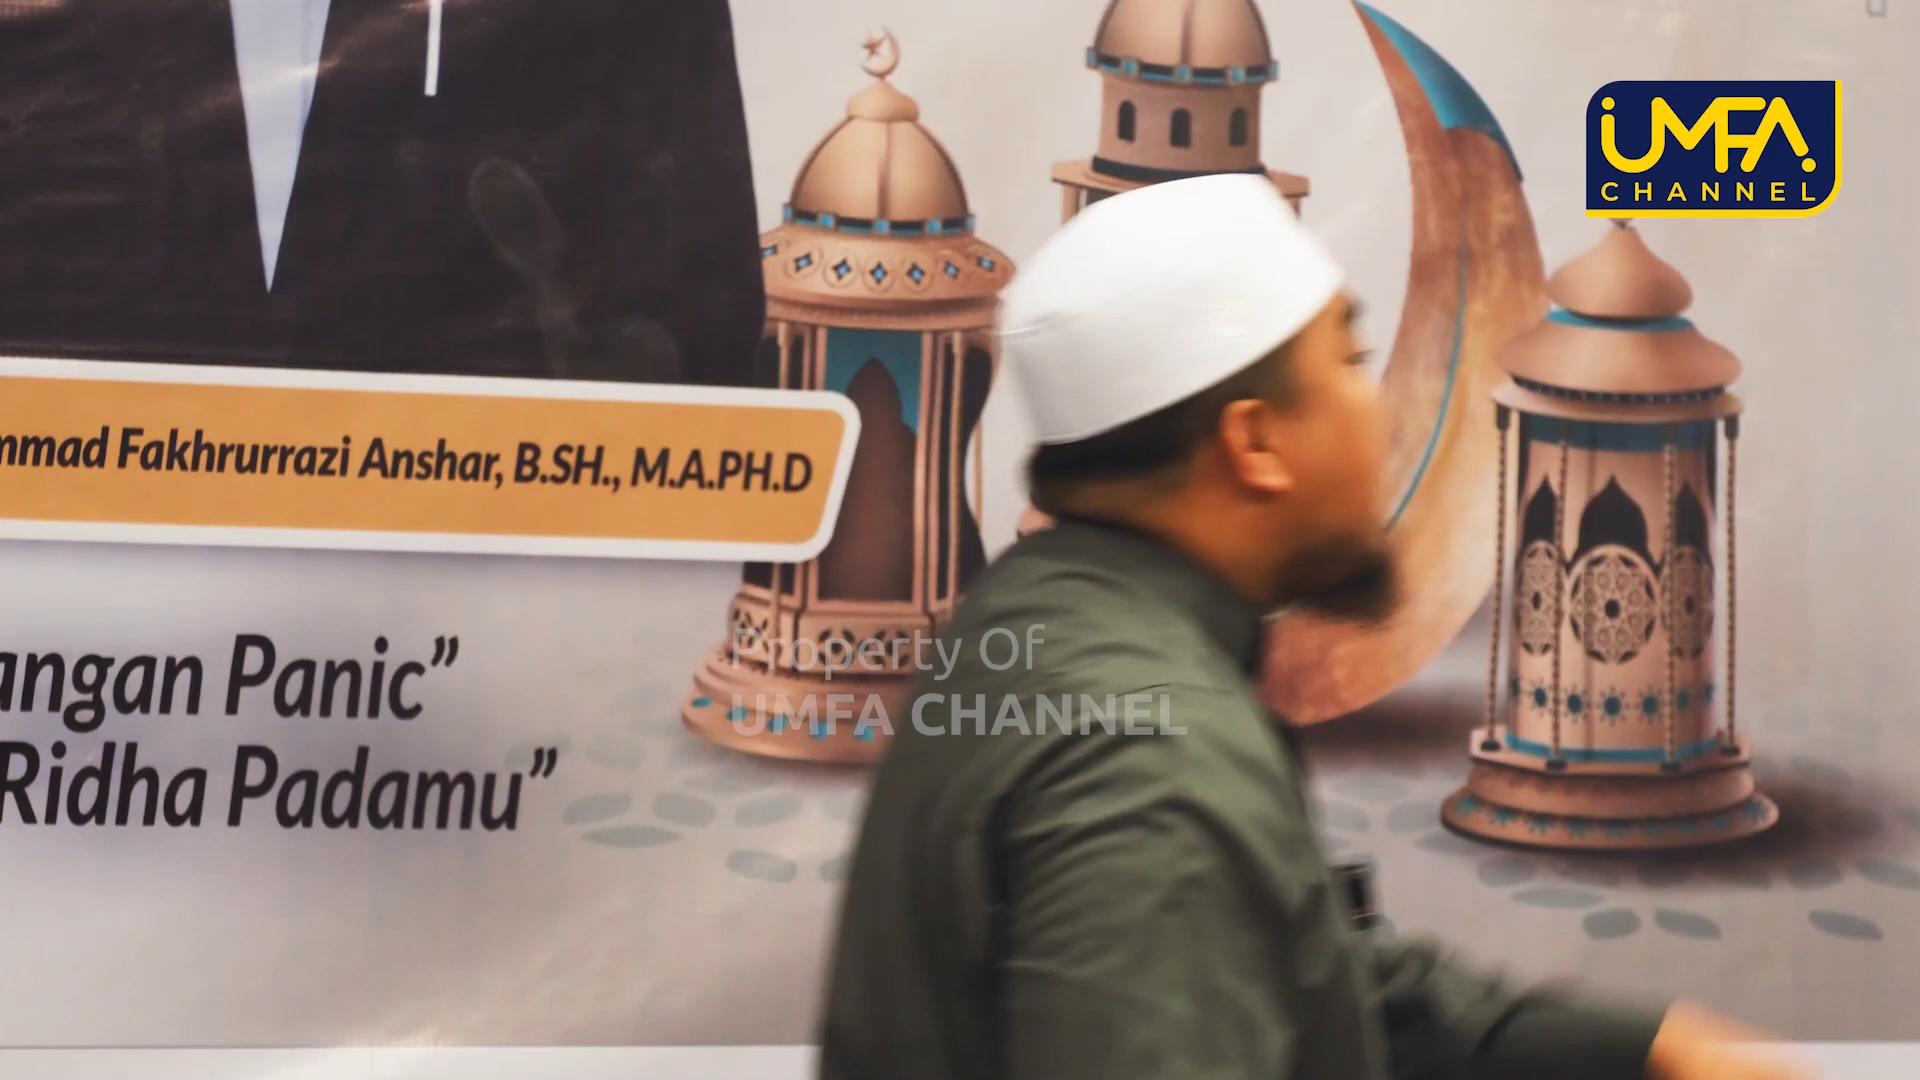 UMFA
CHANNEL
mmad Fakhrurrazi Anshar, B.SH., M.A.PH.D
angan Panic”
Ridha Padamu”
Property Of
UMFA CHANNEL